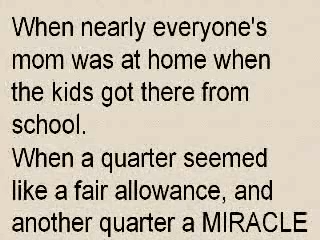 When nearly everyone's
mom was at home when
the kids got there from
school.
When a quarter seemed
like a fair allowance, and
another quarter a MIRACLE